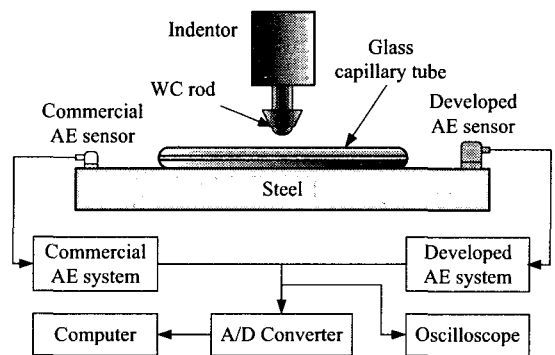 Indentor
Glass
capillary tube
WC rod
Commercial
AE sensor
Developed
AE sensor
Steel
Commercial
AE system
Developed
AE system
Computer
A/D Converter
Oscilloscope